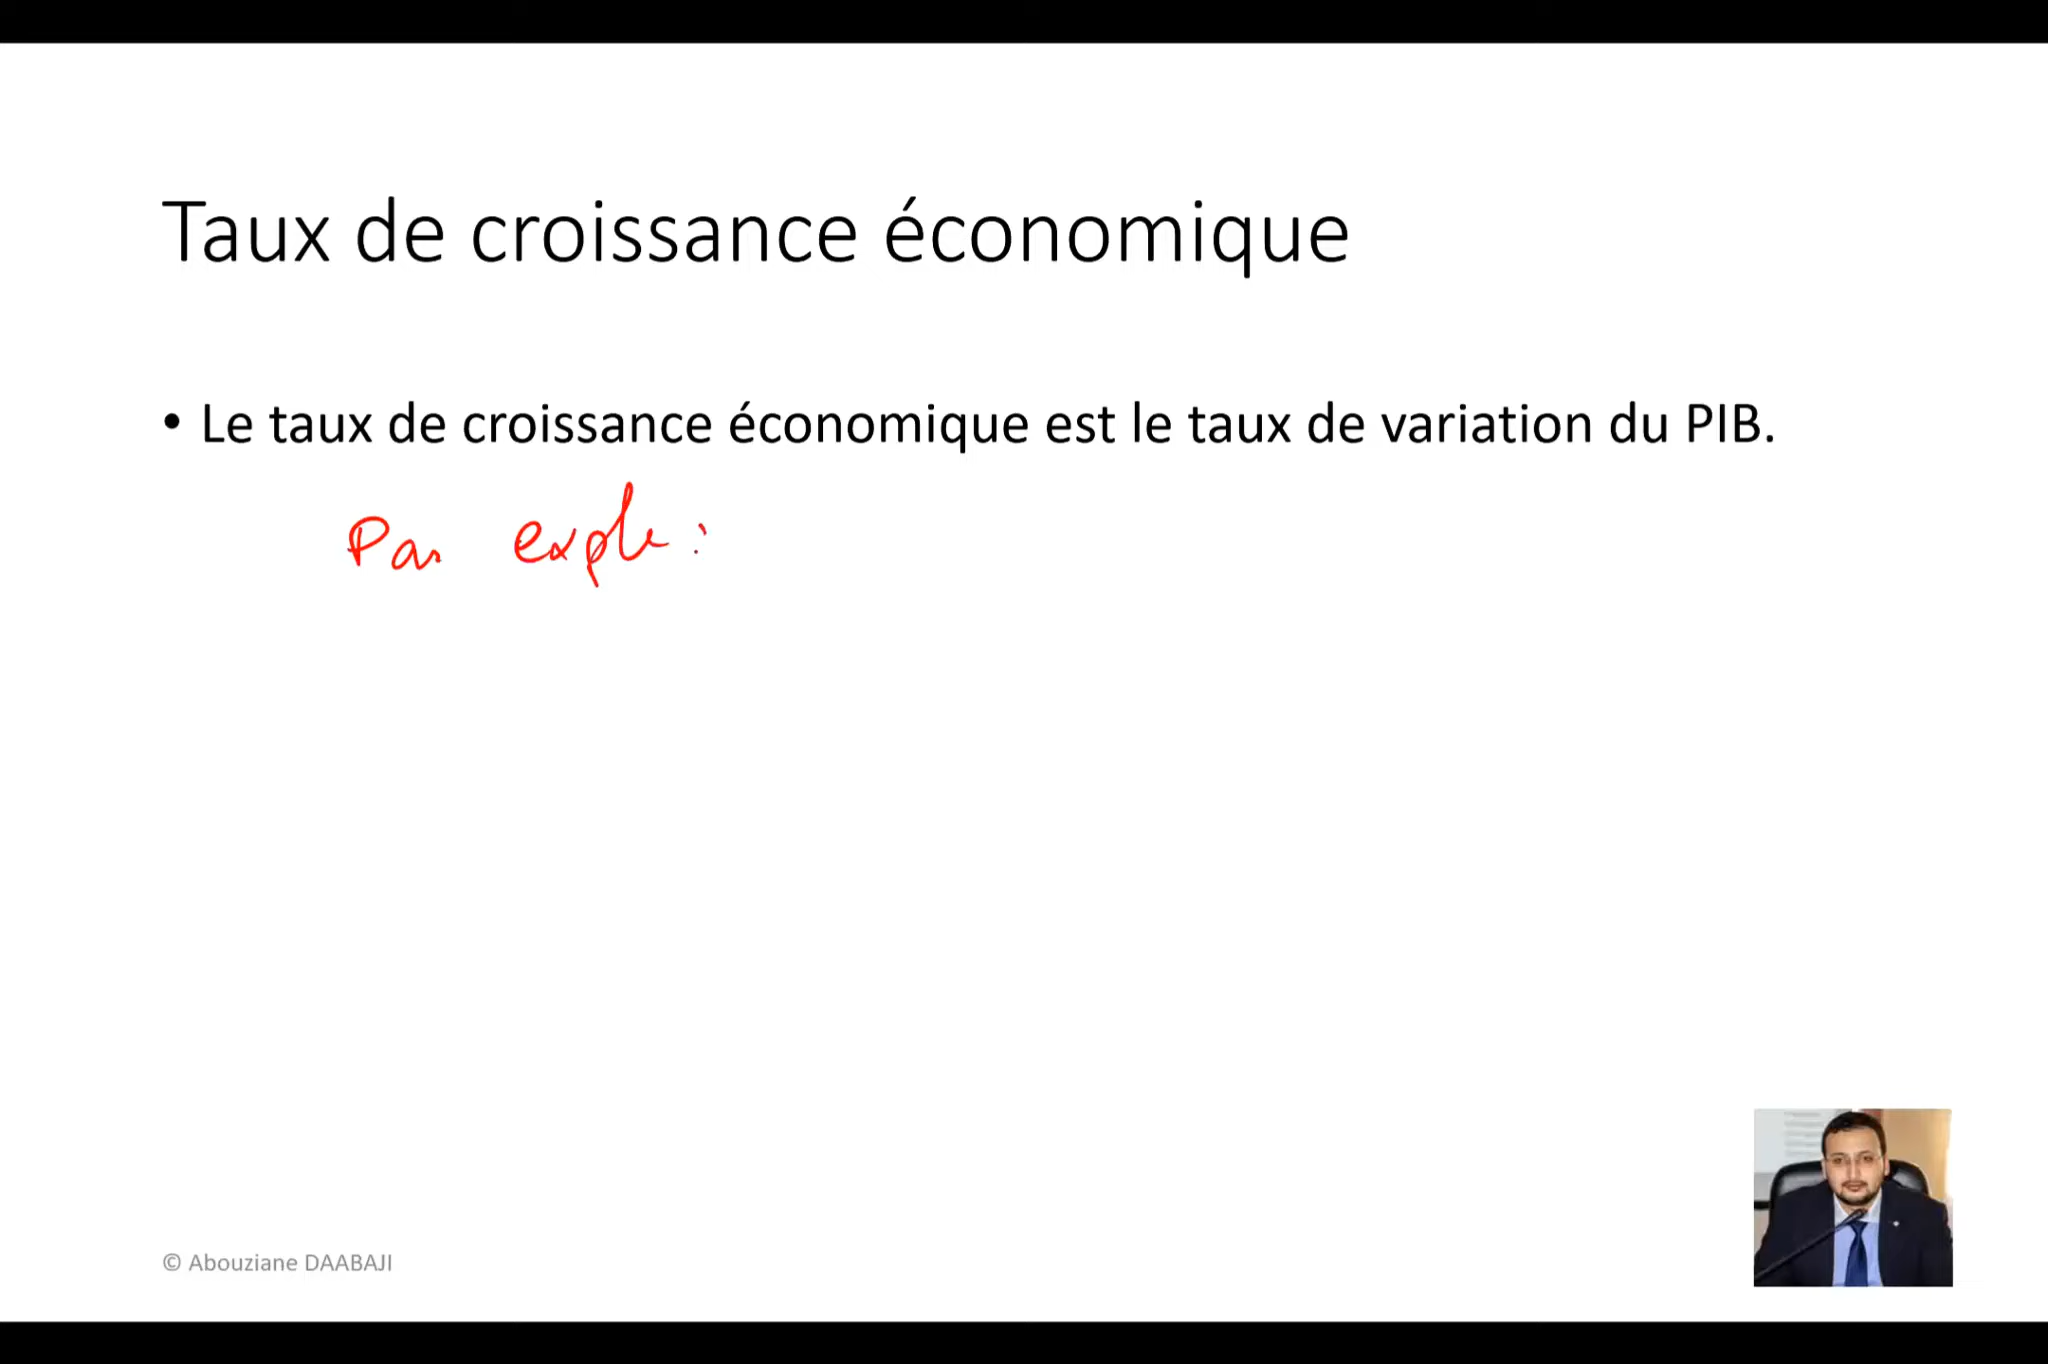 Taux de croissance économique
• Le taux de croissance économique est le taux de variation du PIB.
Par exple :
© Abouziane DAABAJI